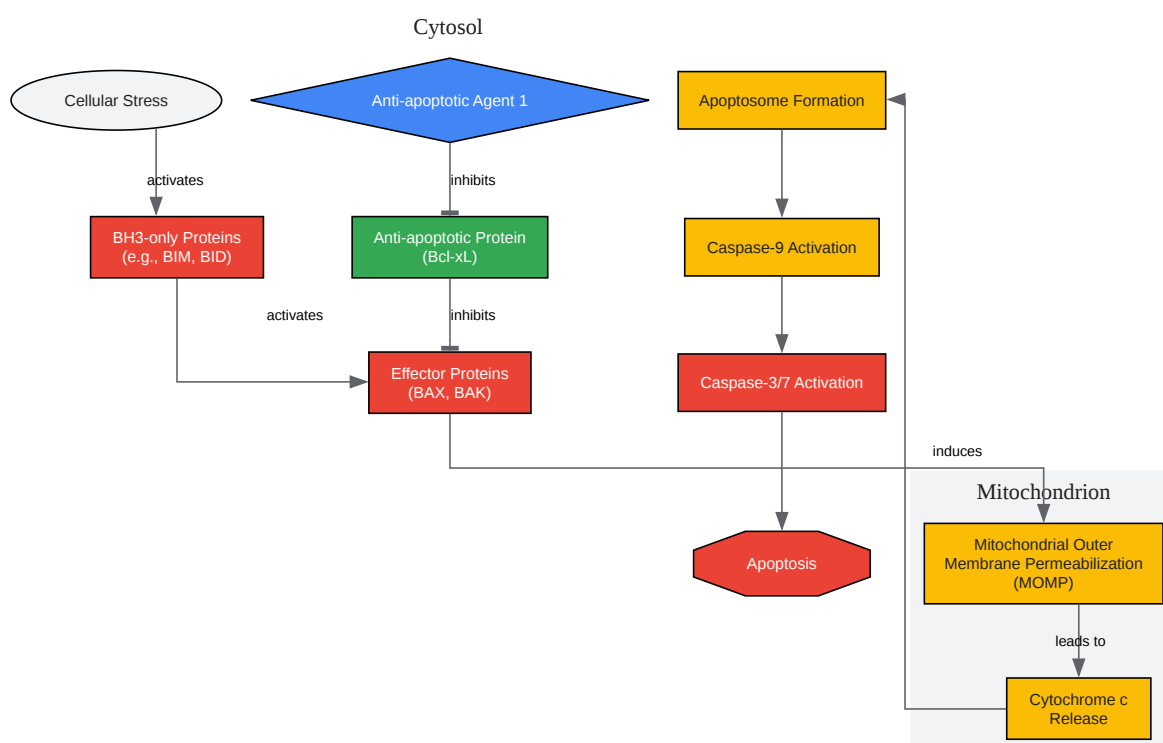 Cytosol
Cellular Stress
Anti-apoptotic Agent 1
Apoptosome Formation
activates
inhibits
BH3-only Proteins
(e.g., BIM, BID)
Anti-apoptotic Protein
(Bcl-xL)
Caspase-9 Activation
activates
inhibits
Effector Proteins
(BAX, BAK)
Caspase-3/7 Activation
induces
Mitochondrion
Mitochondrial Outer
Membrane Permeabilization
(MOMP)
Apoptosis
leads to
Cytochrome c
Release